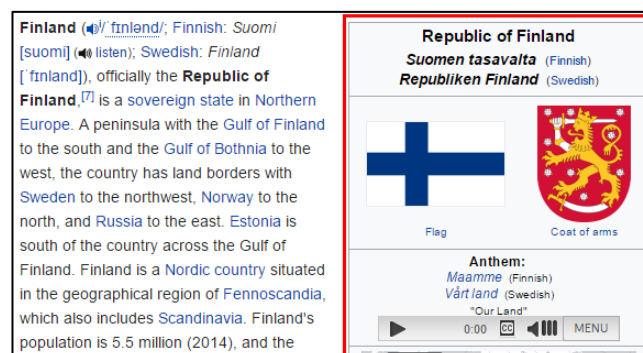 Finland (i/ˈfɪnlənd/; Finnish: Suomi
[suomi] (listen); Swedish: Finland
[ˈfɪnland]), officially the Republic of
Finland,[7] is a sovereign state in Northern
Europe. A peninsula with the Gulf of Finland
to the south and the Gulf of Bothnia to the
west, the country has land borders with
Sweden to the northwest, Norway to the
north, and Russia to the east. Estonia is
south of the country across the Gulf of
Finland. Finland is a Nordic country situated
in the geographical region of Fennoscandia,
which also includes Scandinavia. Finland's
population is 5.5 million (2014), and the
Republic of Finland
Suomen tasavalta (Finnish)
Republiken Finland (Swedish)
Flag
Coat of arms
Anthem:
Maamme (Finnish)
Vårt land (Swedish)
"Our Land"
0:00 CC MENU